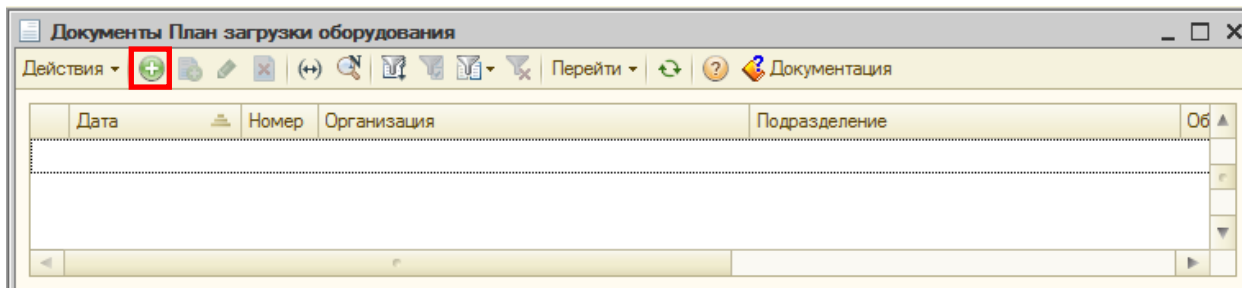 Документы План загрузки оборудования
Действия Перейти Документация
Дата Номер Организация Подразделение Об